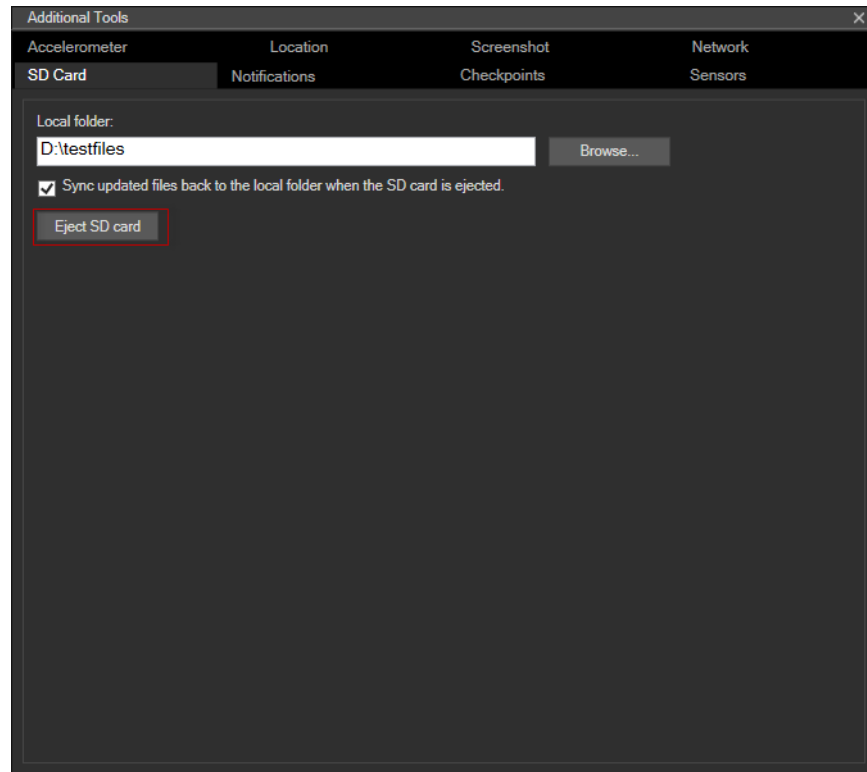 Additional Tools
Accelerometer Location Screenshot Network
SD Card Notifications Checkpoints Sensors
Local folder:
D:\testfiles Browse...
Sync updated files back to the local folder when the SD card is ejected.
Eject SD card